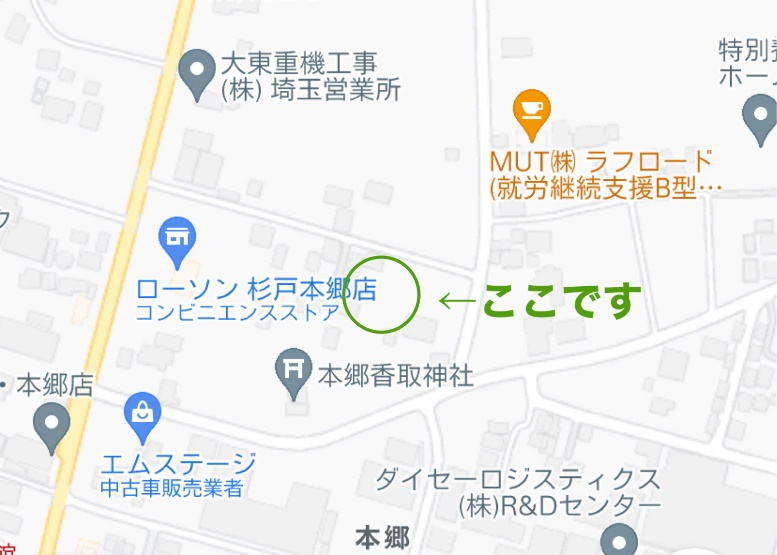 大東重機工事
(株) 埼玉営業所
特別
ホーム
MUT㈱ ラフロード
(就労継続支援B型…
ク
ローソン 杉戸本郷店
コンビニエンスストア
←ここです
本郷香取神社
・本郷店
エムステージ
中古車販売業者
ダイセーロジスティクス
(株)R&Dセンター
本郷
館